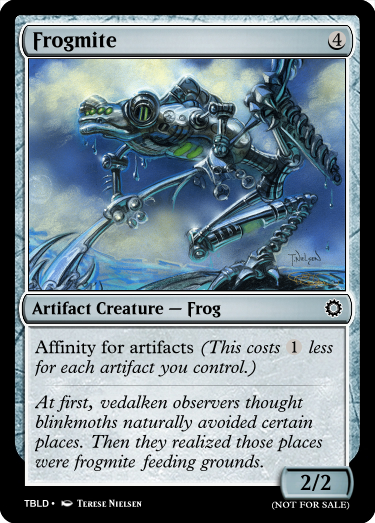 Frogmite 4
T.Nielsen
Artifact Creature — Frog
Affinity for artifacts (This costs 1 less
for each artifact you control.)
At first, vedalken observers thought
blinkmoths naturally avoided certain
places. Then they realized those places
were frogmite feeding grounds.
2/2
TBLD • Terese Nielsen
(NOT FOR SALE)